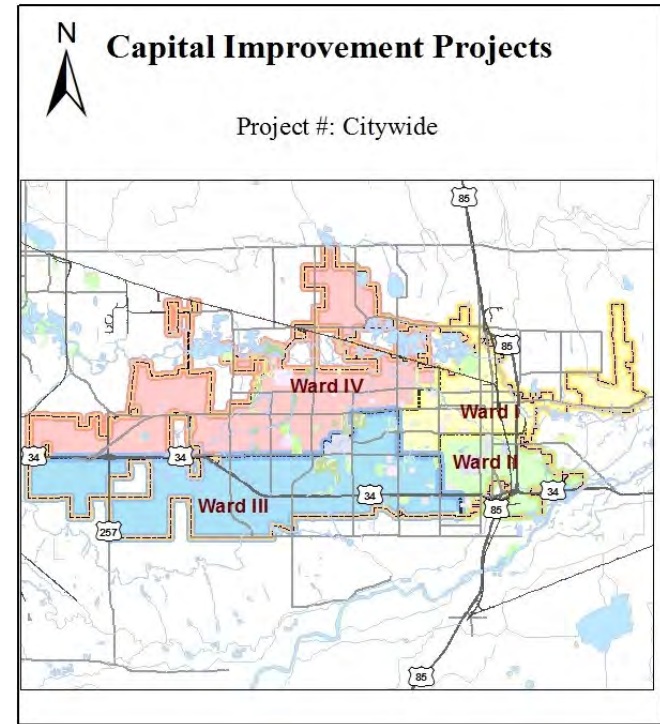 N
Capital Improvement Projects
Project #: Citywide
85
85
Ward IV
Ward I
34
34
Ward II
34
34
Ward III
85
257
85